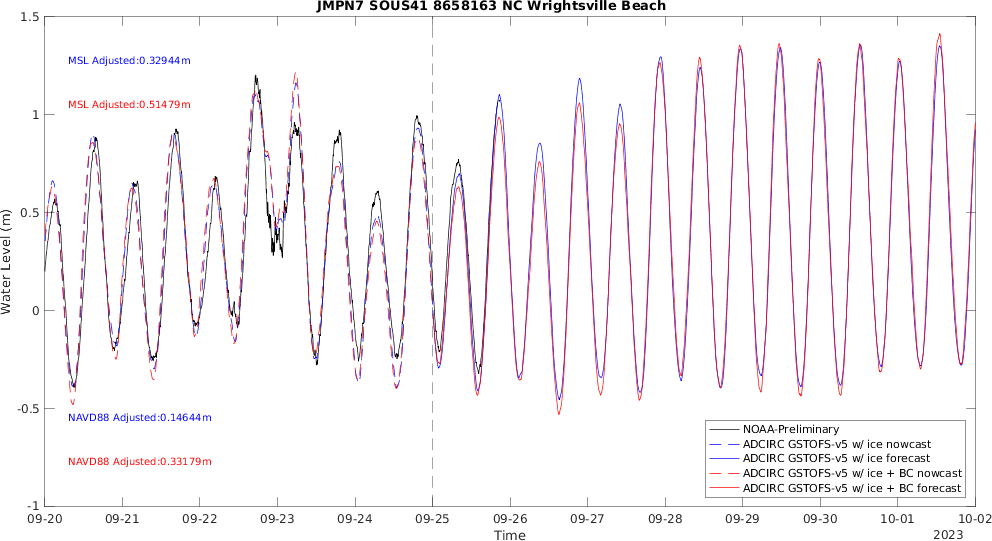 JMPN7 SOUS41 8658163 NC Wrightsville Beach
1.5
1
0.5
0
-0.5
-1
Water Level (m)
MSL Adjusted:0.32944m
MSL Adjusted:0.51479m
NAVD88 Adjusted:0.14644m
NAVD88 Adjusted:0.33179m
NOAA-Preliminary
ADCIRC GSTOFS-v5 w/ ice nowcast
ADCIRC GSTOFS-v5 w/ ice forecast
ADCIRC GSTOFS-v5 w/ ice + BC nowcast
ADCIRC GSTOFS-v5 w/ ice + BC forecast
09-20 09-21 09-22 09-23 09-24 09-25 09-26 09-27 09-28 09-29 09-30 10-01 10-02
Time
2023